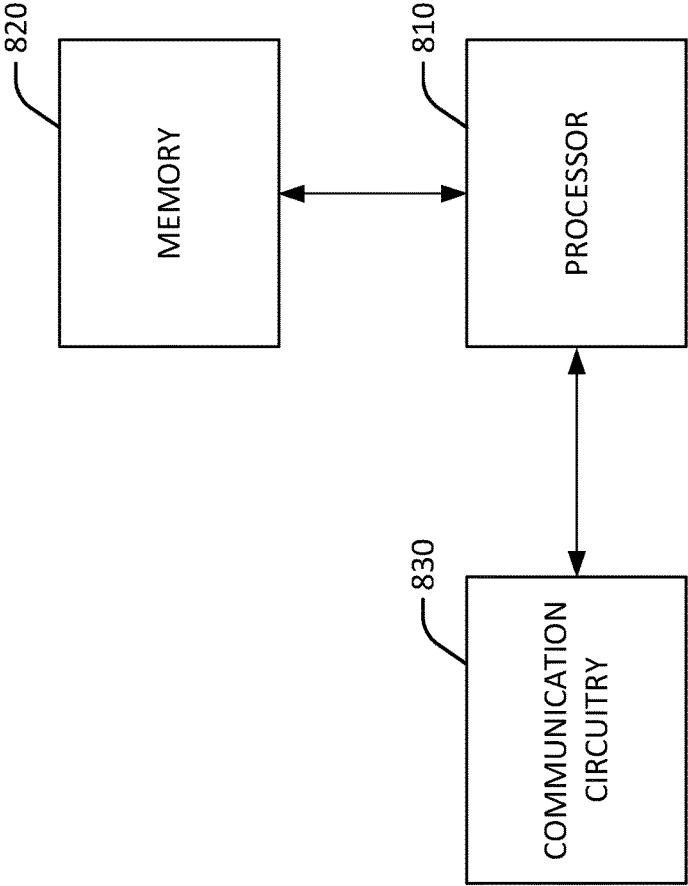 820
MEMORY
830
COMMUNICATION
CIRCUITRY
810
PROCESSOR